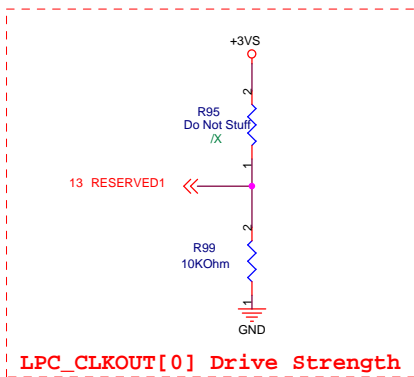 +3VS
2
R95
Do Not Stuff
/X
1
13 RESERVED1
2
R99
10KOhm
1
GND
LPC_CLKOUT[0] Drive Strength